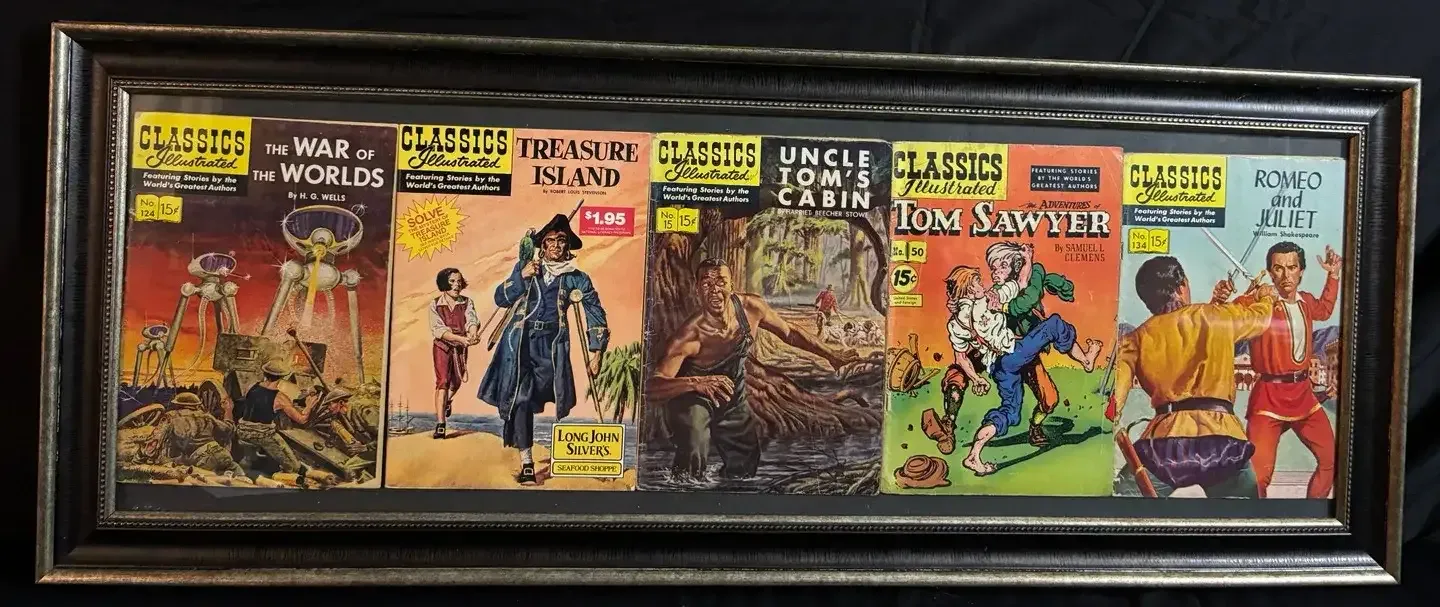 CLASSICS
Illustrated
Featuring Stories by the
World's Greatest Authors
No.
124
15¢
THE WAR OF
THE WORLDS
By H. G. WELLS
CLASSICS
Illustrated
Featuring Stories by the
World's Greatest Authors
TREASURE
ISLAND
By ROBERT LOUIS STEVENSON
SOLVE
TREASURE
ISLAND
$1.95
LONG JOHN
SILVER'S
SEAFOOD SHOPPE
CLASSICS
Illustrated
Featuring Stories by the
World's Greatest Authors
No.
15
15¢
UNCLE
TOM'S
CABIN
BY HARRIET BEECHER STOWE
CLASSICS
Illustrated
FEATURING STORIES
BY THE WORLD'S
GREATEST AUTHORS
The ADVENTURES of
TOM SAWYER
By SAMUEL L.
CLEMENS
No. 50
15¢
CLASSICS
Illustrated
Featuring Stories by the
World's Greatest Authors
No.
134
15¢
ROMEO
and
JULIET
William Shakespeare